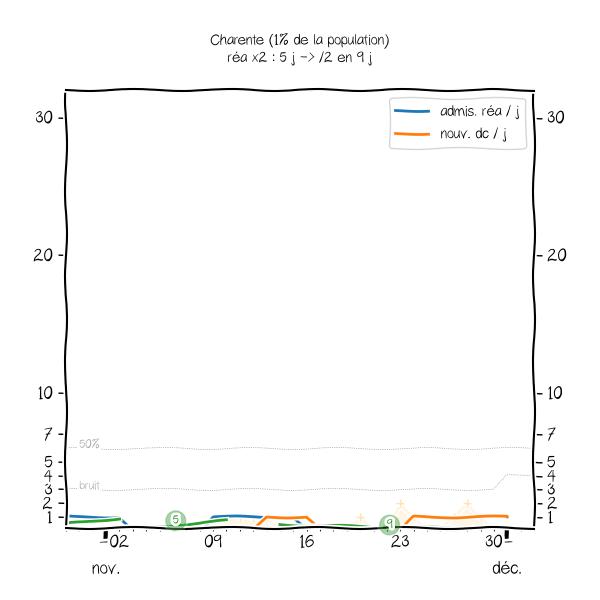 Charente (1% de la population)
réa x2 : 5 j -> /2 en 9 j
admis. réa / j
nouv. dc / j
30 30
20 20
10 10
7 7
50%
5 5
4 4
3 3
bruit
2 2
1 1
5 9
02 09 16 23 30
nov. déc.